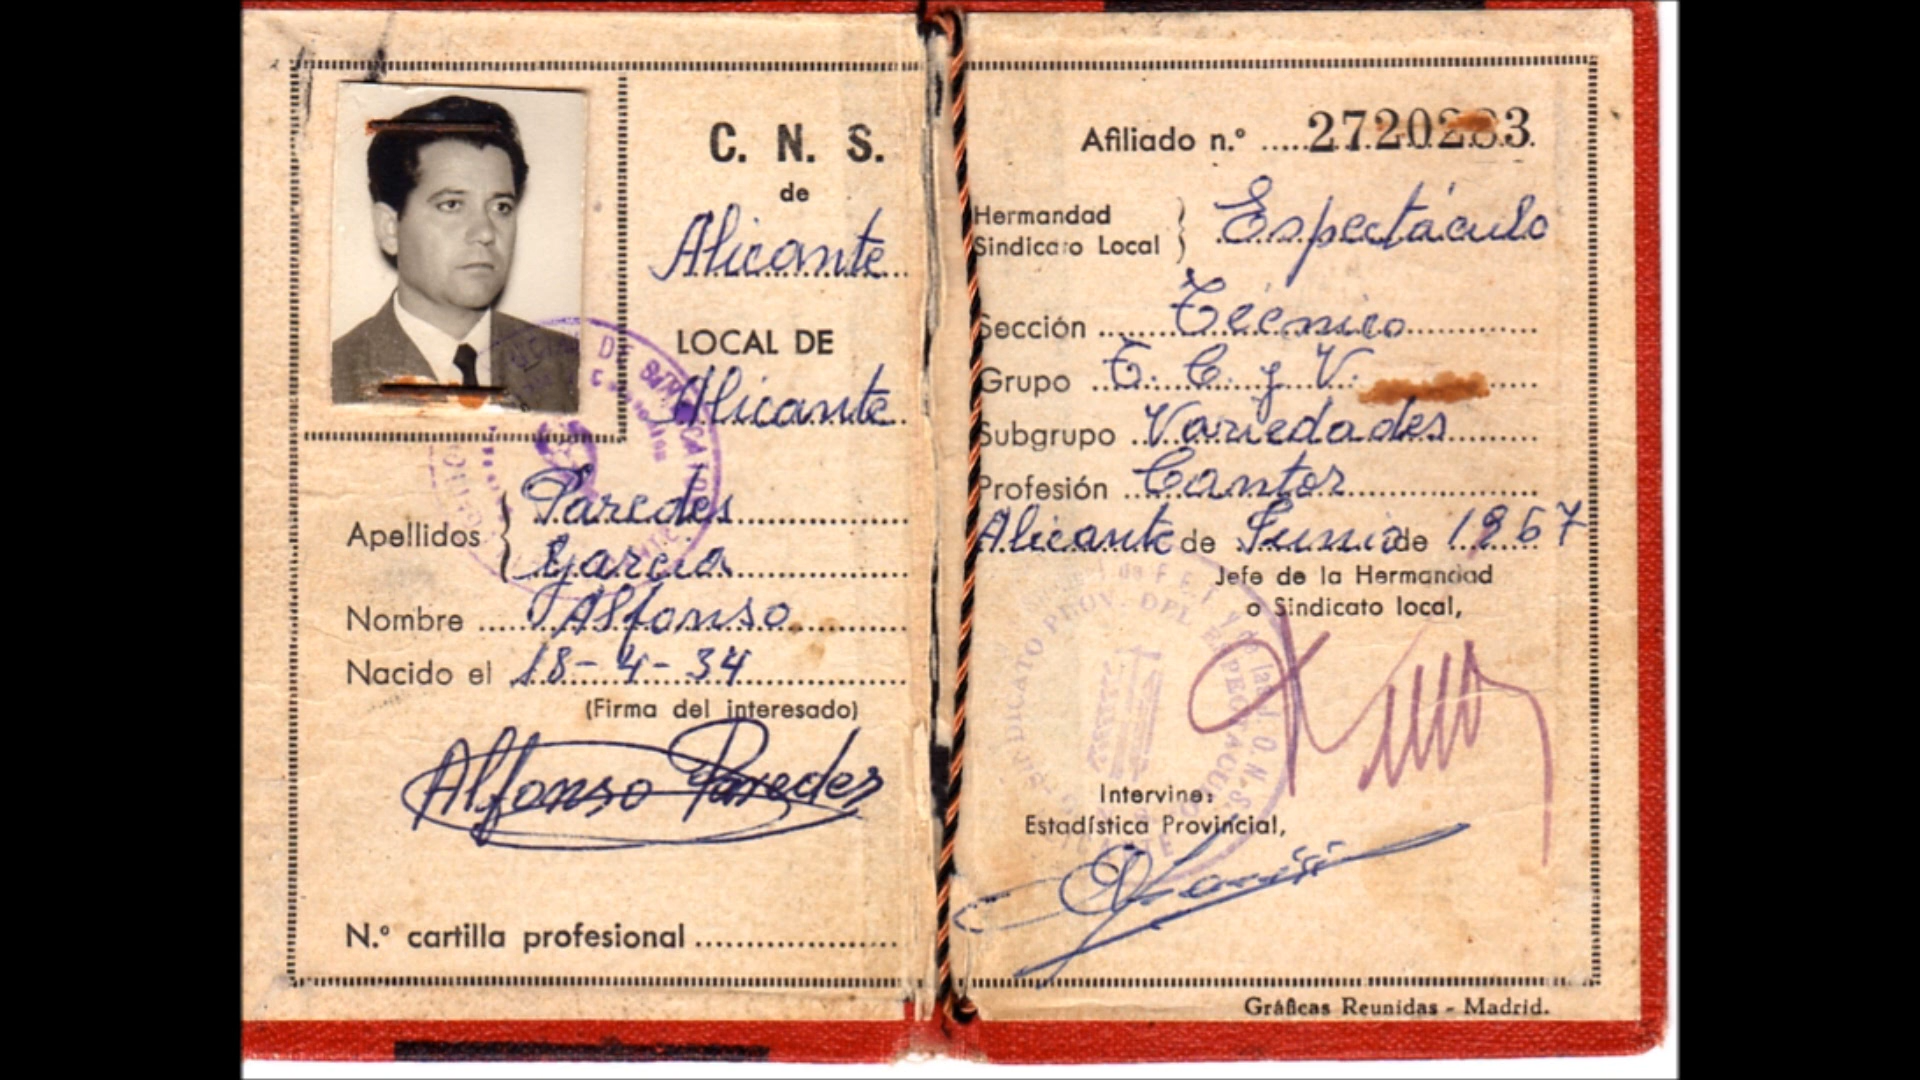 C. N. S.
de
Alicante
LOCAL DE
Alicante
Apellidos Paredes
Garcia
Nombre Alfonso
Nacido el 18-4-34
(Firma del interesado)
Alfonso Paredes
N.º cartilla profesional
Afiliado n.º 2720283
Hermandad
Sindicato Local
Espectáculo
Sección Técnico
Grupo T. C. y V.
Subgrupo Variedades
Profesión Cantor
Alicante de Junio de 1967
Jefe de la Hermandad
o Sindicato local,
Intervine:
Estadística Provincial,
Gráficas Reunidas - Madrid.